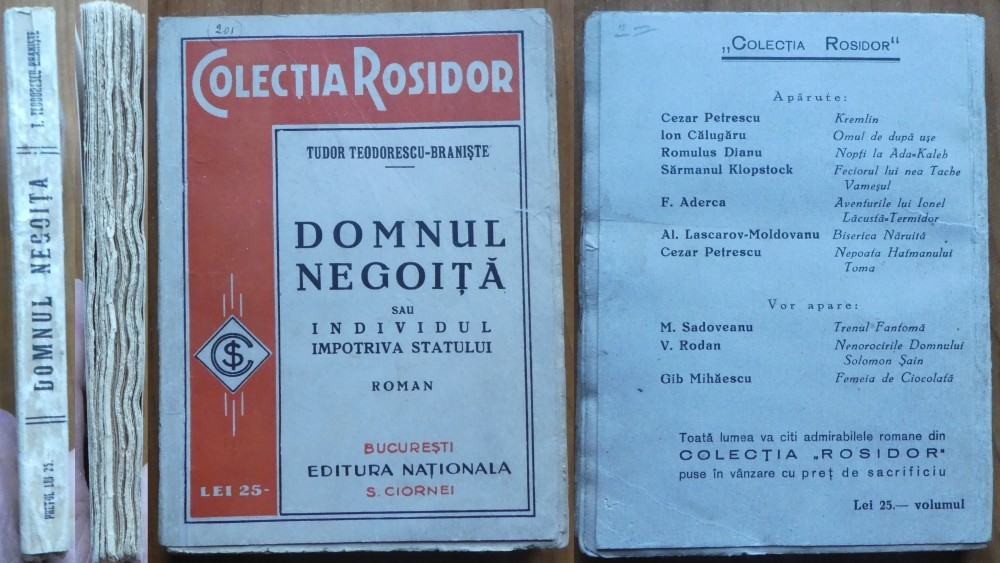 T. TEODORESCU-BRANIȘTE
DOMNUL NEGOIȚA
PREȚUL LEI 25.
(201)
COLECȚIA ROSIDOR
TUDOR TEODORESCU-BRANIȘTE
DOMNUL
NEGOIȚĂ
SAU
INDIVIDUL
IMPOTRIVA STATULUI
ROMAN
SC
BUCUREȘTI
EDITURA NAȚIONALA
S. CIORNEI
LEI 25-
„COLECȚIA ROSIDOR"
Apărute:
Cezar Petrescu Kremlin
Ion Călugăru Omul de după ușe
Romulus Dianu Nopți la Ada-Kaleh
Sărmanul Klopstock Feciorul lui nea Tache
Vameșul
F. Aderca Aventurile lui Ionel
Lăcustă-Termidor
Al. Lascarov-Moldovanu Biserica Năruită
Cezar Petrescu Nepoata Hatmanului
Toma
Vor apare:
M. Sadoveanu Trenul Fantomă
V. Rodan Nenorocirile Domnului
Solomon Șain
Gib Mihăescu Femeia de Ciocolată
Toată lumea va citi admirabilele romane din
COLECȚIA „ROSIDOR"
puse în vânzare cu preț de sacrificiu
Lei 25.— volumul